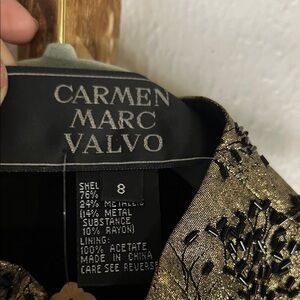 CARMEN
MARC
VALVO
8
SHEL
76%
24% METALLIC
(14% METAL
SUBSTANCE
10% RAYON)
LINING:
100% ACETATE
MADE IN CHINA
CARE SEE REVERSE